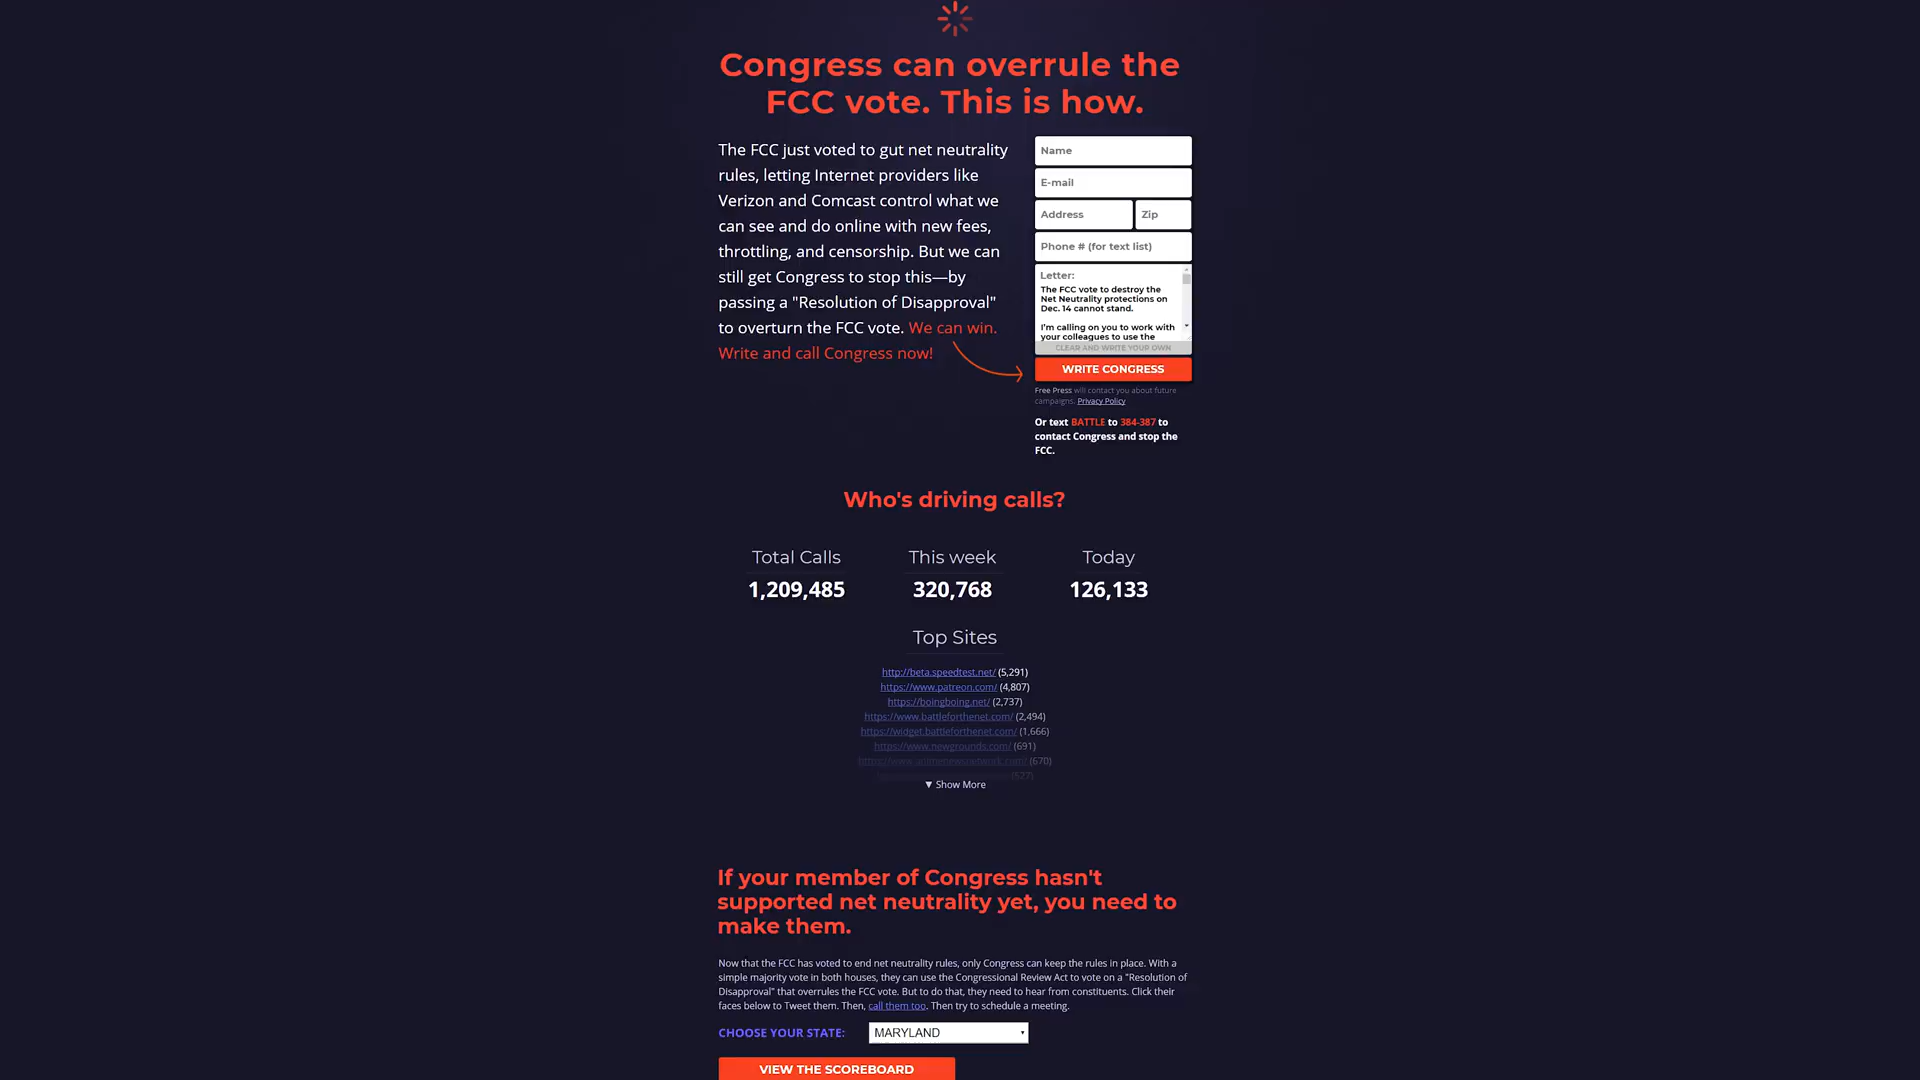 Congress can overrule the
FCC vote. This is how.
The FCC just voted to gut net neutrality
rules, letting Internet providers like
Verizon and Comcast control what we
can see and do online with new fees,
throttling, and censorship. But we can
still get Congress to stop this—by
passing a "Resolution of Disapproval"
to overturn the FCC vote. We can win.
Write and call Congress now!
Name
E-mail
Address Zip
Phone # (for text list)
Letter:
The FCC vote to destroy the
Net Neutrality protections on
Dec. 14 cannot stand.
I'm calling on you to work with
your colleagues to use the
CLEAR AND WRITE YOUR OWN
WRITE CONGRESS
Free Press will contact you about future
campaigns. Privacy Policy
Or text BATTLE to 384-387 to
contact Congress and stop the
FCC.
Who's driving calls?
Total Calls This week Today
1,209,485 320,768 126,133
Top Sites
http://beta.speedtest.net/ (5,291)
https://www.patreon.com/ (4,807)
https://boingboing.net/ (2,737)
https://www.battleforthenet.com/ (2,494)
https://widget.battleforthenet.com/ (1,666)
https://www.newgrounds.com/ (691)
https://www.animenewsnetwork.com/ (670)
(527)
▼ Show More
If your member of Congress hasn't
supported net neutrality yet, you need to
make them.
Now that the FCC has voted to end net neutrality rules, only Congress can keep the rules in place. With a
simple majority vote in both houses, they can use the Congressional Review Act to vote on a "Resolution of
Disapproval" that overrules the FCC vote. But to do that, they need to hear from constituents. Click their
faces below to Tweet them. Then, call them too. Then try to schedule a meeting.
CHOOSE YOUR STATE: MARYLAND
VIEW THE SCOREBOARD